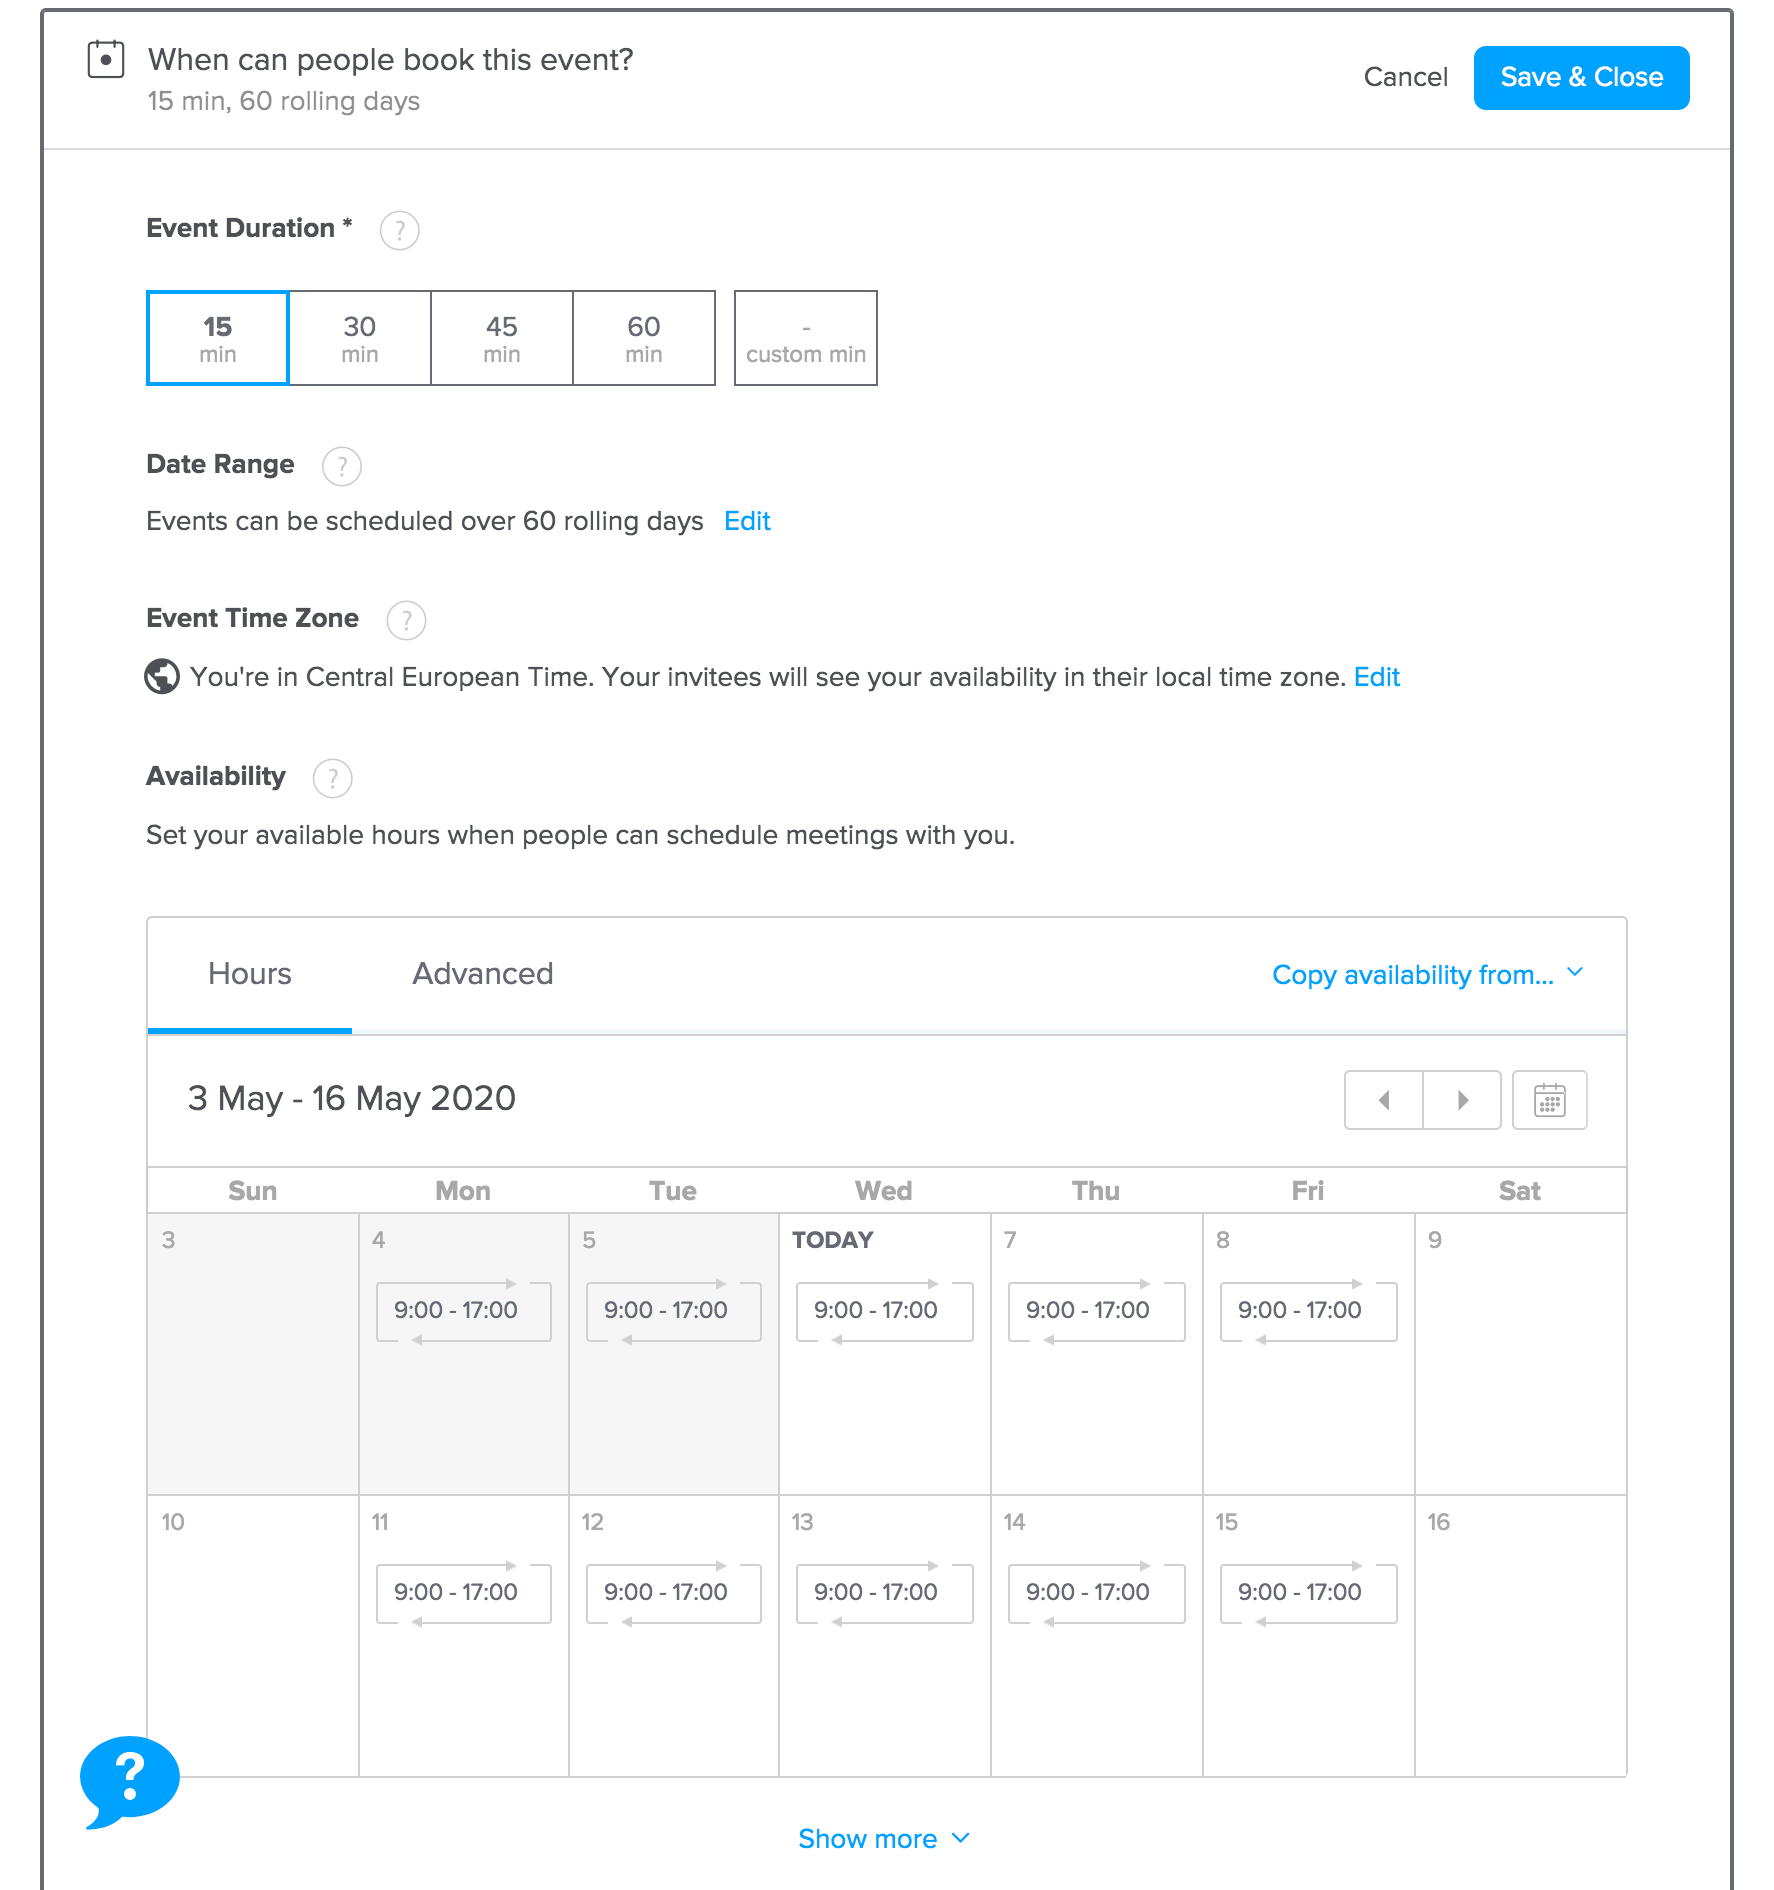 When can people book this event?
15 min, 60 rolling days
Cancel
Save & Close
Event Duration * ?
15 30 45 60 -
min min min min custom min
Date Range ?
Events can be scheduled over 60 rolling days Edit
Event Time Zone ?
You're in Central European Time. Your invitees will see your availability in their local time zone. Edit
Availability ?
Set your available hours when people can schedule meetings with you.
Hours Advanced Copy availability from...
3 May - 16 May 2020
Sun Mon Tue Wed Thu Fri Sat
3 4 5 TODAY 7 8 9
9:00 - 17:00 9:00 - 17:00 9:00 - 17:00 9:00 - 17:00 9:00 - 17:00
10 11 12 13 14 15 16
9:00 - 17:00 9:00 - 17:00 9:00 - 17:00 9:00 - 17:00 9:00 - 17:00
?
Show more